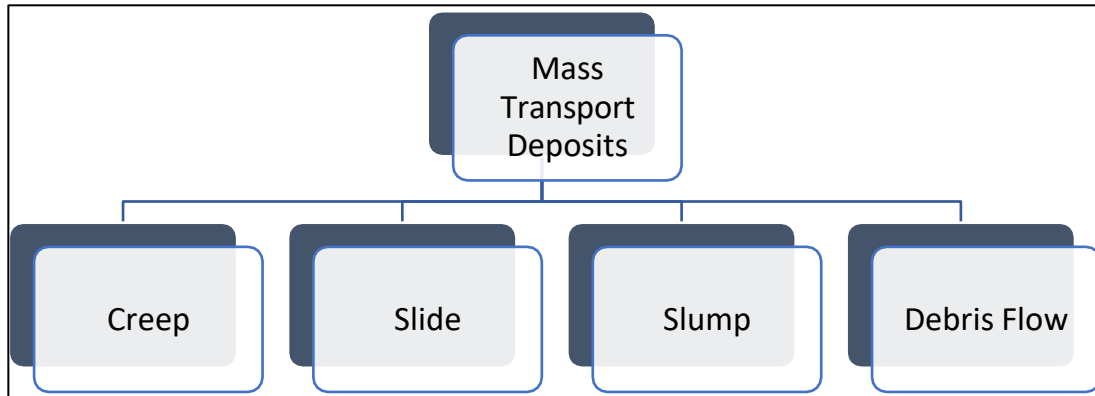 Mass
Transport
Deposits
Creep
Slide
Slump
Debris Flow